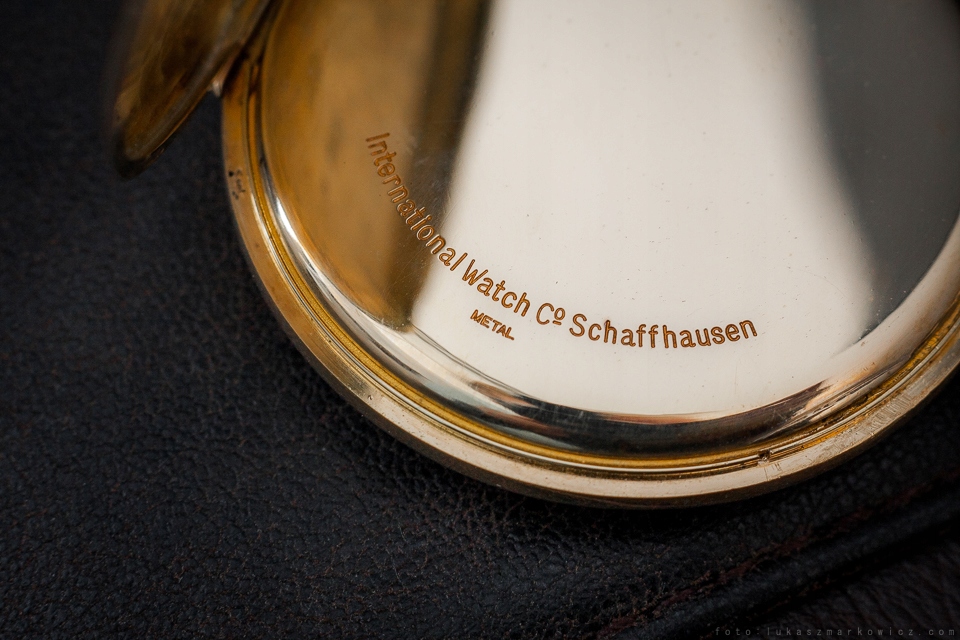 International Watch Cº Schaffhausen
METAL
foto:lukaszmarkowicz.com